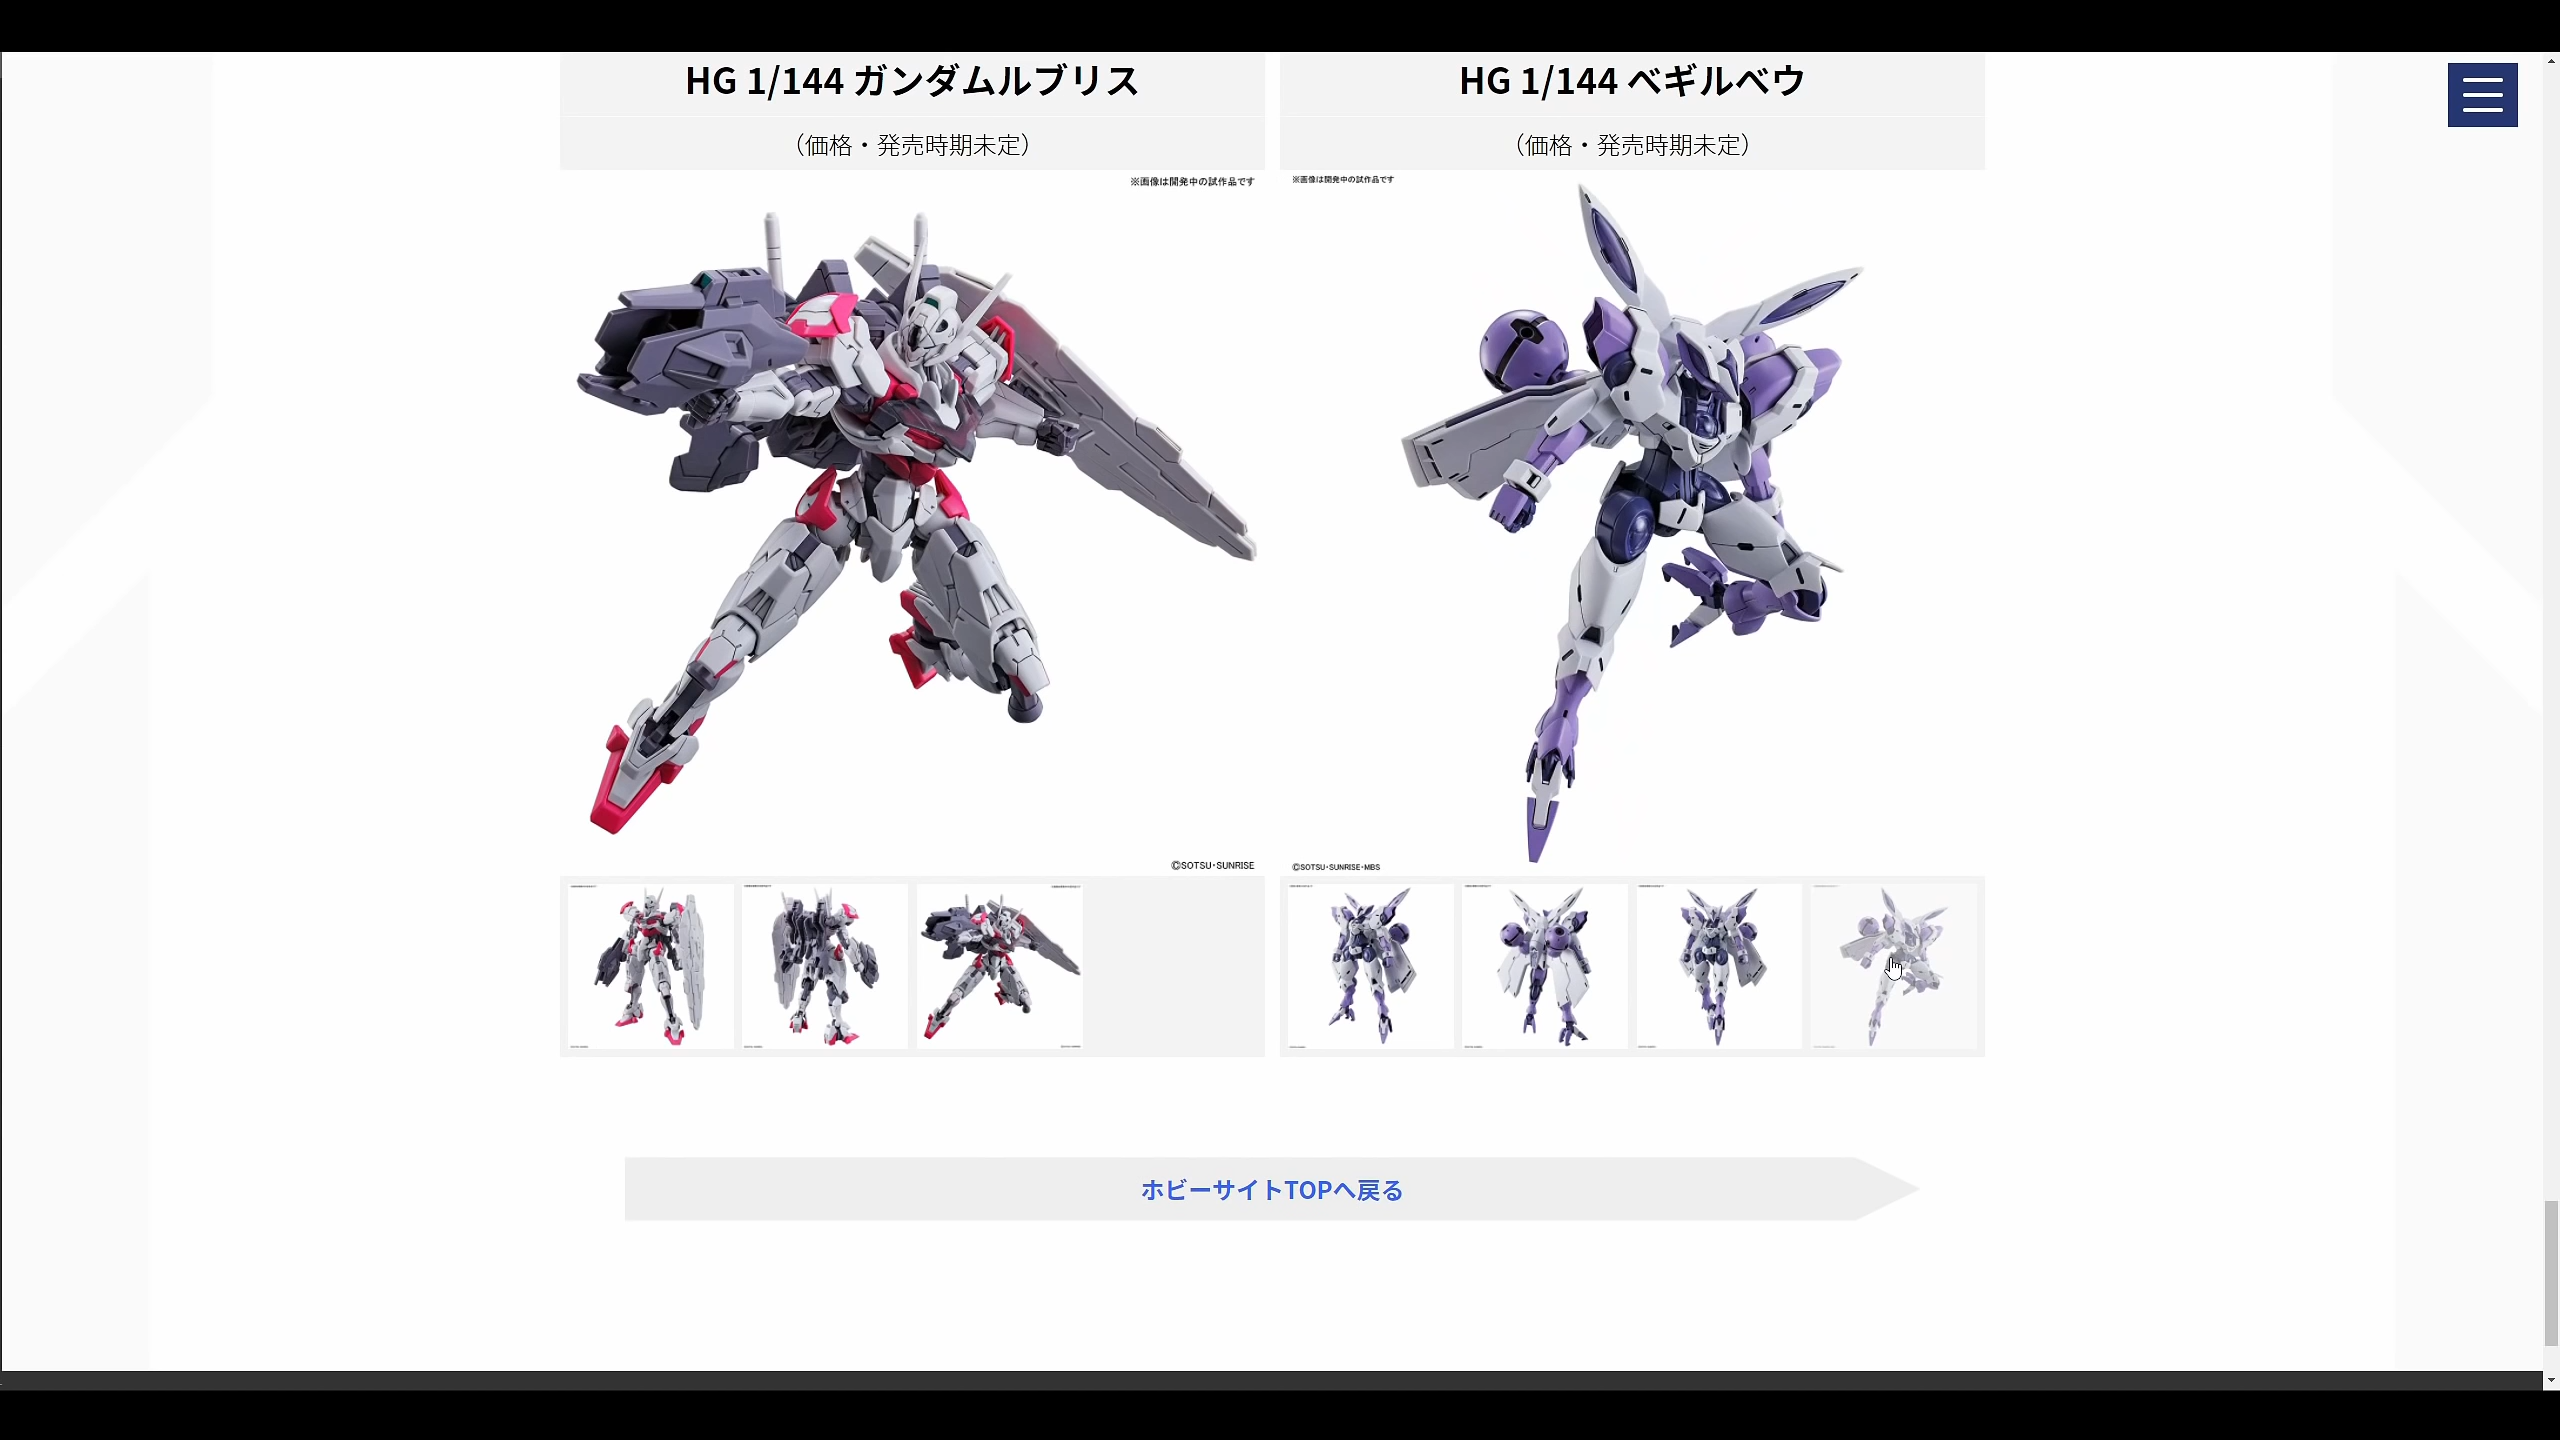 HG 1/144 ガンダムルブリス
（価格・発売時期未定）
※画像は開発中の試作品です
©SOTSU・SUNRISE
HG 1/144 ベギルベウ
（価格・発売時期未定）
※画像は開発中の試作品です
©SOTSU・SUNRISE・MBS
ホビーサイトTOPへ戻る